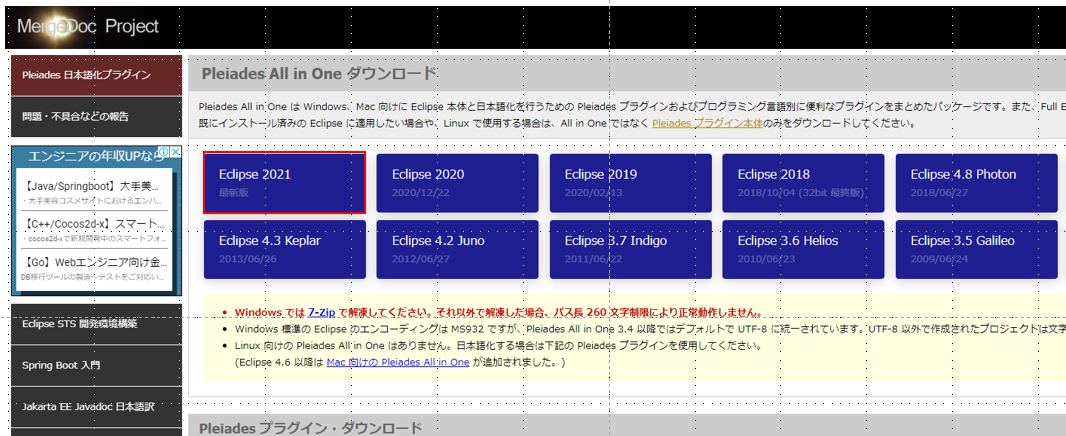 MergeDoc Project
Pleiades 日本語化プラグイン
問題・不具合などの報告
エンジニアの年収UPなら
【Java/Springboot】大手美...
・大手美容コスメサイトにおけるエンハ...
【C++/Cocos2d-x】スマート...
・cocos2d-xで新規開発中のスマートフォ...
【Go】Webエンジニア向け金...
DB移行ツールの製造〜テストをご対応い...
Eclipse STS 開発環境構築
Spring Boot 入門
Jakarta EE Javadoc 日本語訳
Pleiades All in One ダウンロード
Pleiades All in One は Windows、Mac 向けに Eclipse 本体と日本語化を行うための Pleiades プラグインおよびプログラミング言語別に便利なプラグインをまとめたパッケージです。また、Full E
既にインストール済みの Eclipse に適用したい場合や、Linux で使用する場合は、All in One ではなく Pleiades プラグイン本体のみをダウンロードしてください。
Eclipse 2021
最新版
Eclipse 2020
2020/12/22
Eclipse 2019
2020/02/13
Eclipse 2018
2018/10/04 (32bit 最終版)
Eclipse 4.8 Photon
2018/06/27
Eclipse 4.3 Keplar
2013/06/26
Eclipse 4.2 Juno
2012/06/27
Eclipse 3.7 Indigo
2011/06/22
Eclipse 3.6 Helios
2010/06/23
Eclipse 3.5 Galileo
2009/06/24
• Windows では 7-Zip で解凍してください。それ以外で解凍した場合、パス長 260 文字制限により正常動作しません。
• Windows 標準の Eclipse のエンコーディングは MS932 ですが、Pleiades All in One 3.4 以降ではデフォルトで UTF-8 に統一されています。UTF-8 以外で作成されたプロジェクトは文字
• Linux 向けの Pleiades All in One はありません。日本語化する場合は下記の Pleiades プラグインを使用してください。
(Eclipse 4.6 以降は Mac 向けの Pleiades All in One が追加されました。)
Pleiades プラグイン・ダウンロード